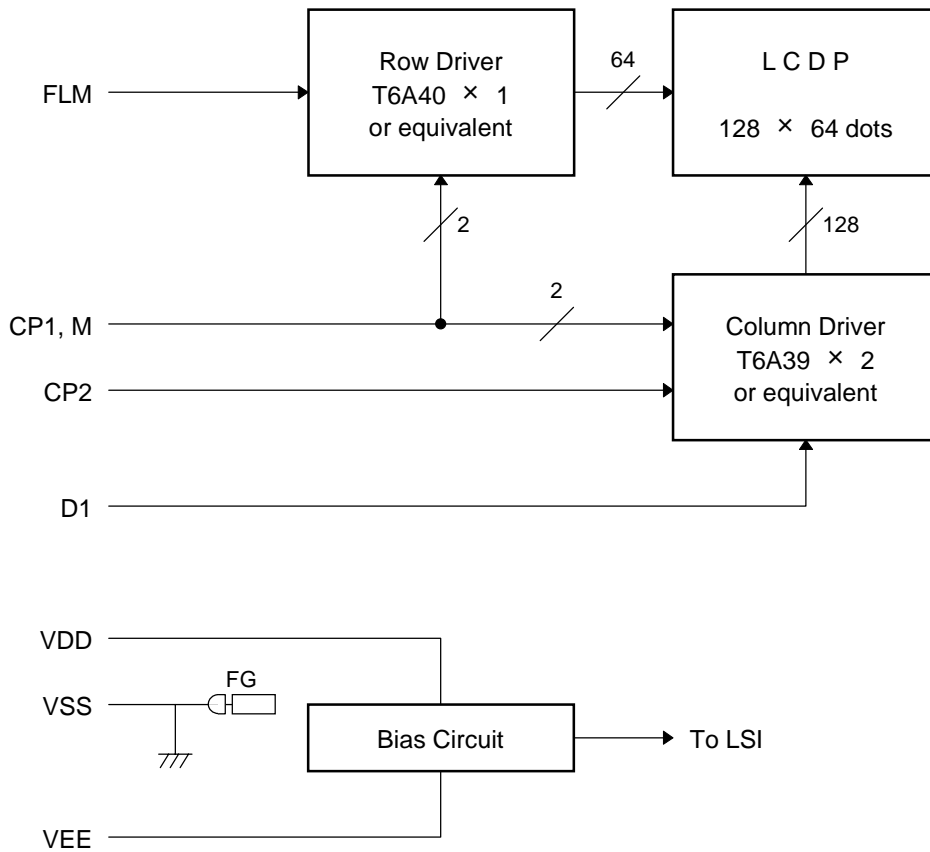 FLM
Row Driver
T6A40 × 1
or equivalent
64
L C D P
128 × 64 dots
2
128
CP1, M
2
CP2
Column Driver
T6A39 × 2
or equivalent
D1
VDD
VSS
FG
Bias Circuit
To LSI
VEE